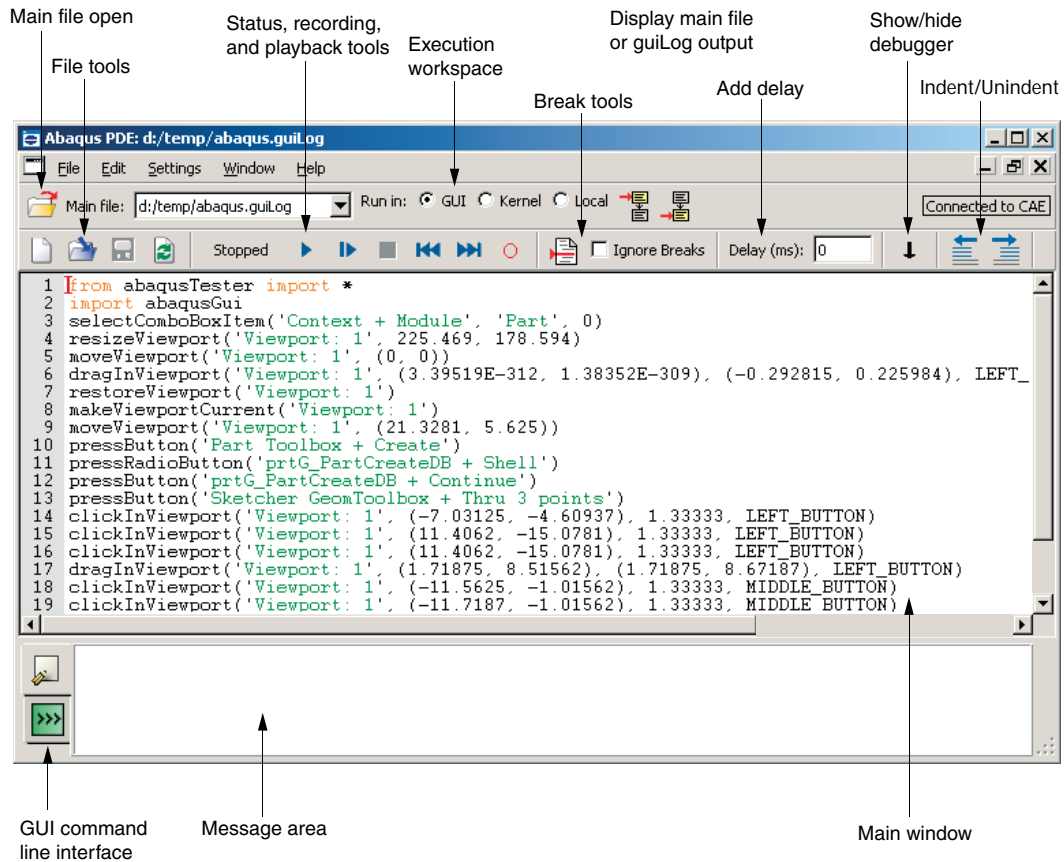 Main file open
File tools
Status, recording,
and playback tools
Execution
workspace
Display main file
or guiLog output
Break tools
Add delay
Show/hide
debugger
Indent/Unindent
Abaqus PDE: d:/temp/abaqus.guiLog
File Edit Settings Window Help
Main file: d:/temp/abaqus.guiLog Run in: GUI Kernel Local Connected to CAE
Stopped Ignore Breaks Delay (ms): 0
1 from abaqusTester import *
2 import abaqusGui
3 selectComboBoxItem('Context + Module', 'Part', 0)
4 resizeViewport('Viewport: 1', 225.469, 178.594)
5 moveViewport('Viewport: 1', (0, 0))
6 dragInViewport('Viewport: 1', (3.39519E-312, 1.38352E-309), (-0.292815, 0.225984), LEFT_
7 restoreViewport('Viewport: 1')
8 makeViewportCurrent('Viewport: 1')
9 moveViewport('Viewport: 1', (21.3281, 5.625))
10 pressButton('Part Toolbox + Create')
11 pressRadioButton('prtG_PartCreateDB + Shell')
12 pressButton('prtG_PartCreateDB + Continue')
13 pressButton('Sketcher GeomToolbox + Thru 3 points')
14 clickInViewport('Viewport: 1', (-7.03125, -4.60937), 1.33333, LEFT_BUTTON)
15 clickInViewport('Viewport: 1', (11.4062, -15.0781), 1.33333, LEFT_BUTTON)
16 clickInViewport('Viewport: 1', (11.4062, -15.0781), 1.33333, LEFT_BUTTON)
17 dragInViewport('Viewport: 1', (1.71875, 8.51562), (1.71875, 8.67187), LEFT_BUTTON)
18 clickInViewport('Viewport: 1', (-11.5625, -1.01562), 1.33333, MIDDLE_BUTTON)
19 clickInViewport('Viewport: 1', (-11.7187, -1.01562), 1.33333, MIDDLE_BUTTON)
>>>
GUI command
line interface
Message area
Main window